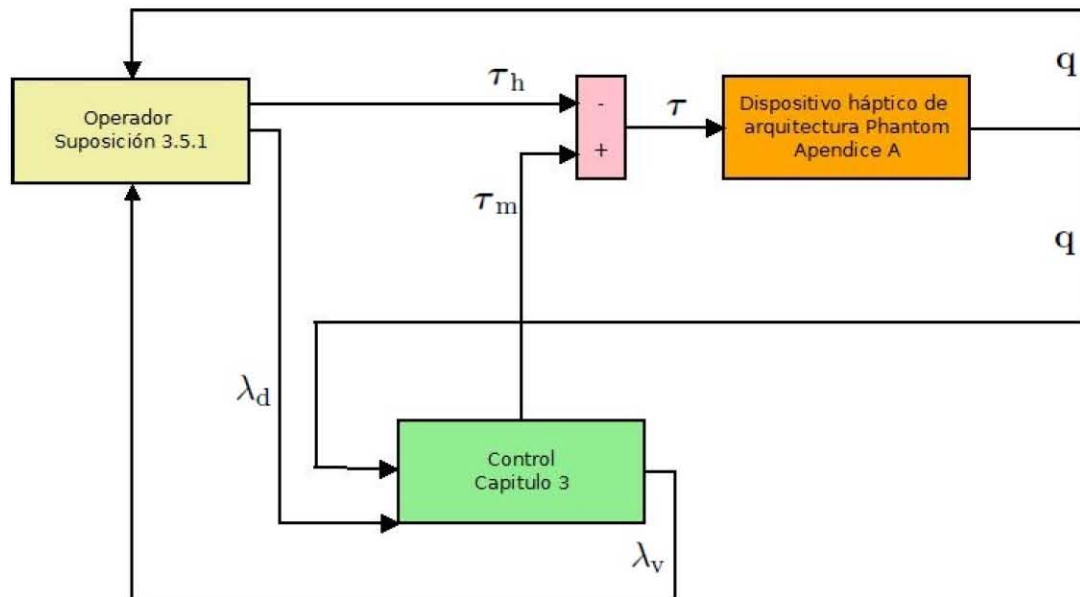 q
Operador
Suposición 3.5.1
τh
-
+
τ
Dispositivo háptico de
arquitectura Phantom
Apendice A
τm
q
λd
Control
Capitulo 3
λv